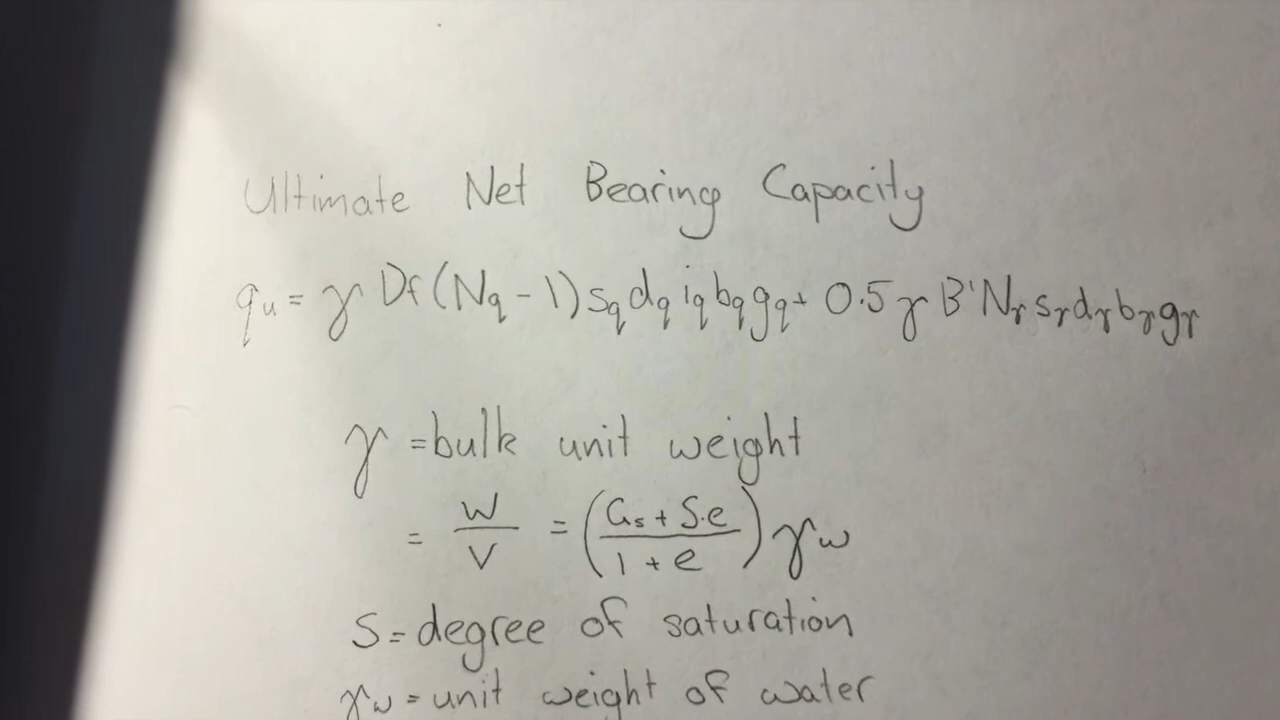 Ultimate Net Bearing Capacity
qu = γ Df (Nq - 1) sq dq iq bq gq + 0.5 γ B' Nγ sγ dγ bγ gγ
γ = bulk unit weight
= W/V = (Gs + S.e / 1 + e) γw
S = degree of saturation
γw = unit weight of water